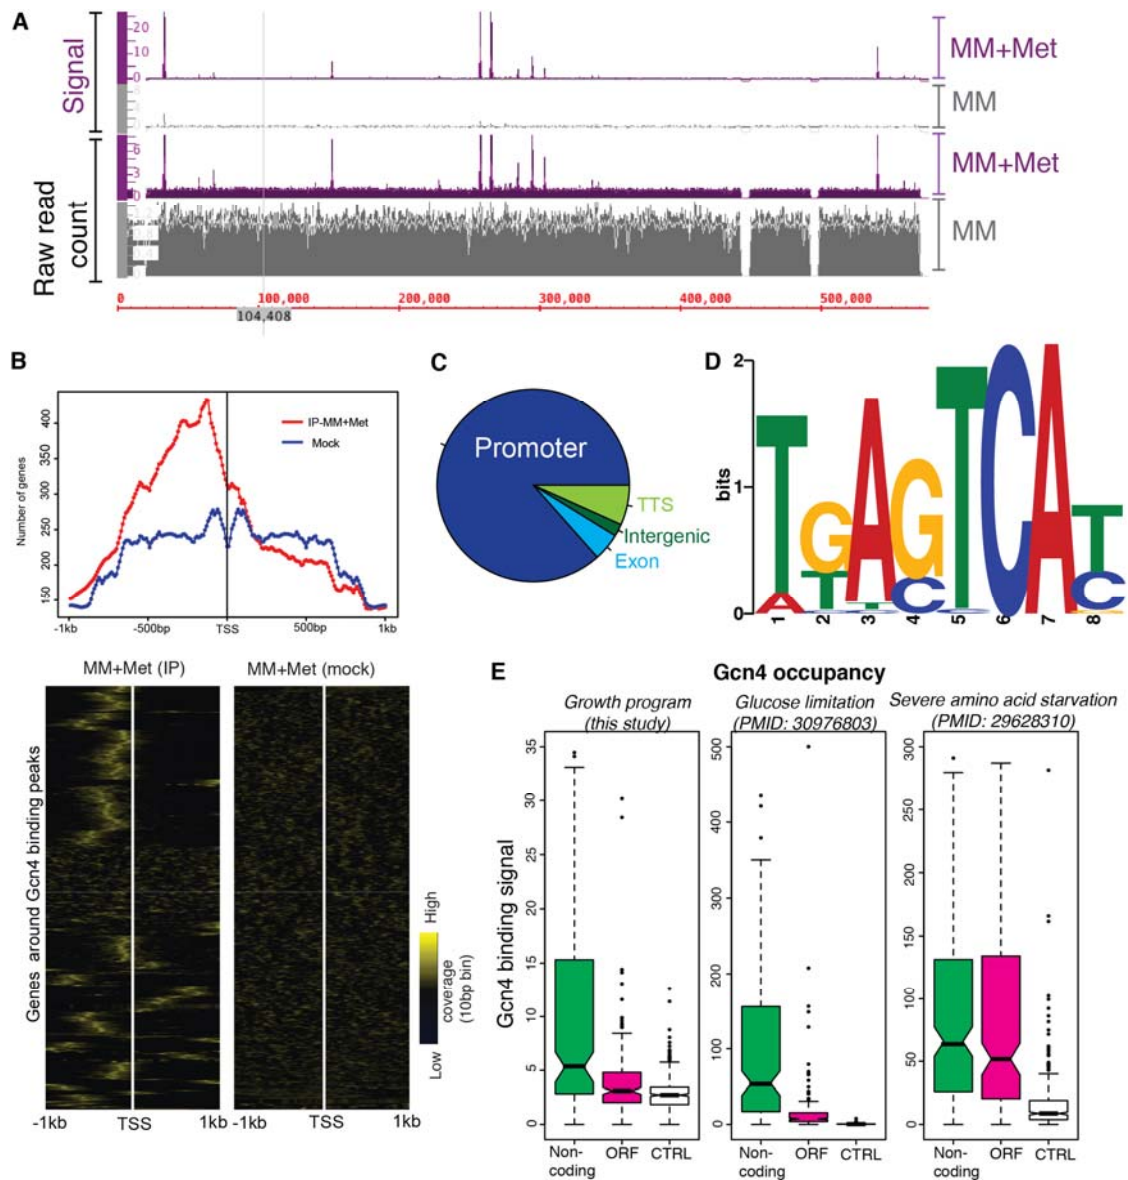 A
Signal
20
10
0
MM+Met
MM
Raw read
count
6
3
0
MM+Met
MM
0 100,000 200,000 300,000 400,000 500,000
104,408
B
Number of genes
400
350
300
250
200
150
IP-MM+Met
Mock
-1kb -500bp TSS 500bp 1kb
MM+Met (IP) MM+Met (mock)
Genes around Gcn4 binding peaks
-1kb TSS 1kb -1kb TSS 1kb
High
coverage
(10bp bin)
Low
C
Promoter
TTS
Intergenic
Exon
D
bits
2
1
0
T G A G T C A T
A T T C C
1 2 3 4 5 6 7 8
E
Gcn4 occupancy
Growth program
(this study)
Glucose limitation
(PMID: 30976803)
Severe amino acid starvation
(PMID: 29628310)
Gcn4 binding signal
35
30
25
20
15
10
5
0
Non-
coding
ORF
CTRL
500
400
300
200
100
0
Non-
coding
ORF
CTRL
300
250
200
150
100
50
0
Non-
coding
ORF
CTRL